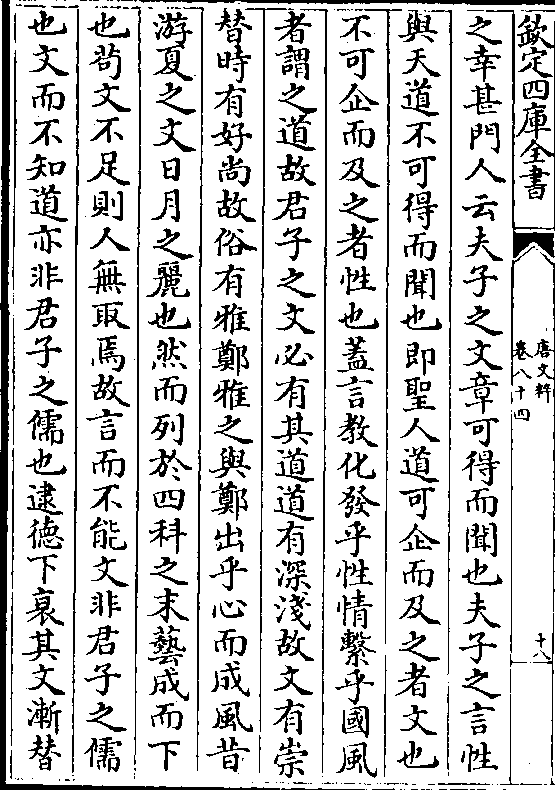 欽定四庫全書
唐文粹
卷八十四
十八
之幸甚門人云夫子之文章可得而聞也夫子之言性
與天道不可得而聞也即聖人道可企而及之者文也
不可企而及之者性也蓋言教化發乎性情繫乎國風
者謂之道故君子之文必有其道道有深淺故文有崇
替時有好尚故俗有雅鄭雅之與鄭出乎心而成風昔
游夏之文日月之麗也然而列於四科之末藝成而下
也茍文不足則人無取焉故言而不能文非君子之儒
也文而不知道亦非君子之儒也逮德下衰其文漸替